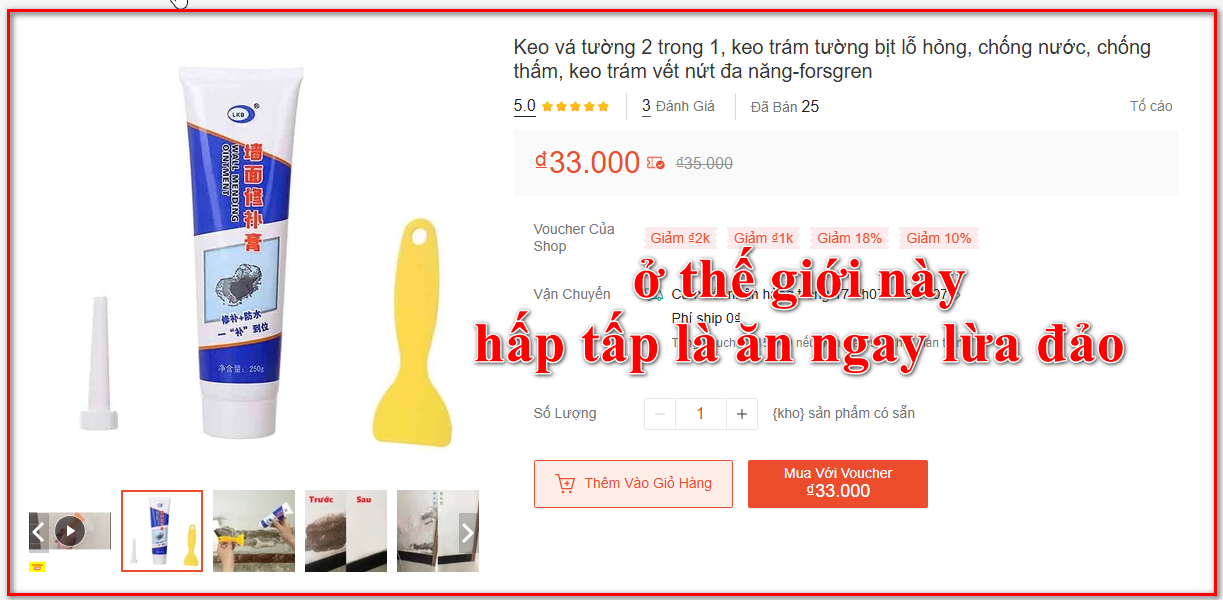 Keo vá tường 2 trong 1, keo trám tường bịt lỗ hỏng, chống nước, chống
thấm, keo trám vết nứt đa năng-forsgren
5.0
3 Đánh Giá
Đã Bán 25
Tố cáo
₫33.000 ₫35.000
Voucher Của
Shop
Giảm ₫2k Giảm ₫1k Giảm 18% Giảm 10%
ở thế giới này
Vận Chuyển
Phí ship 0₫
hấp tấp là ăn ngay lừa đảo
Số Lượng
1
{kho} sản phẩm có sẵn
Thêm Vào Giỏ Hàng
Mua Với Voucher
₫33.000
LKB
墙面修补膏
WALL MENDING
OINTMENT
修补+防水
一“补”到位
净含量: 250g
Trước Sau